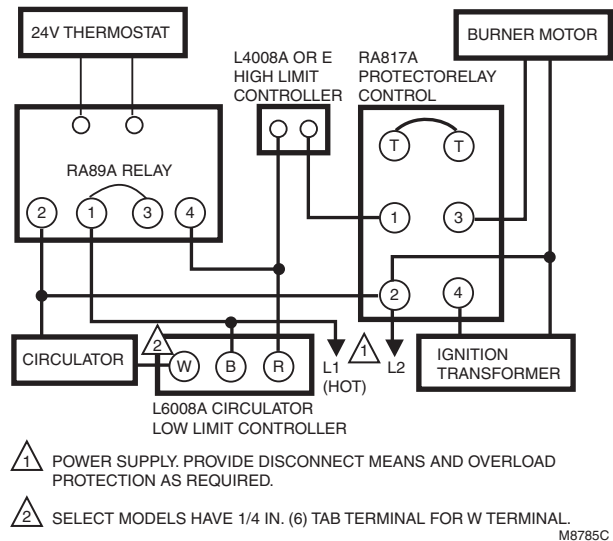 24V THERMOSTAT
L4008A OR E
HIGH LIMIT
CONTROLLER
RA817A
PROTECTORELAY
CONTROL
BURNER MOTOR
T
T
RA89A RELAY
2
1
3
4
1
3
2
4
2
1
CIRCULATOR
W
B
R
L1
(HOT)
L2
IGNITION
TRANSFORMER
L6008A CIRCULATOR
LOW LIMIT CONTROLLER
1 POWER SUPPLY. PROVIDE DISCONNECT MEANS AND OVERLOAD
PROTECTION AS REQUIRED.
2 SELECT MODELS HAVE 1/4 IN. (6) TAB TERMINAL FOR W TERMINAL.
M8785C